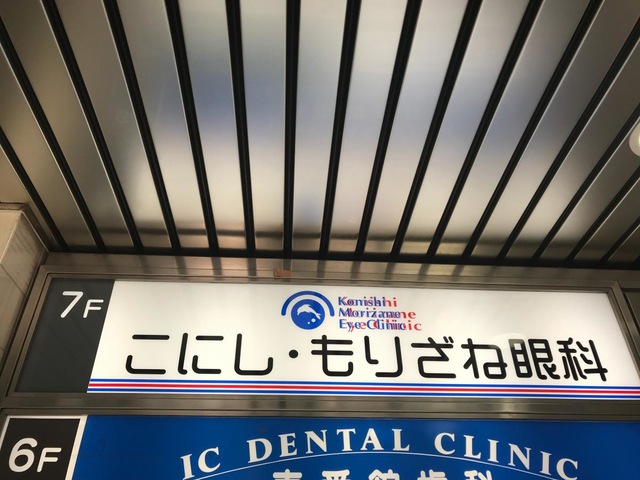 7F
Konishi
Morizane
Eye Clinic
こにし・もりざね眼科
6F
IC DENTAL CLINIC